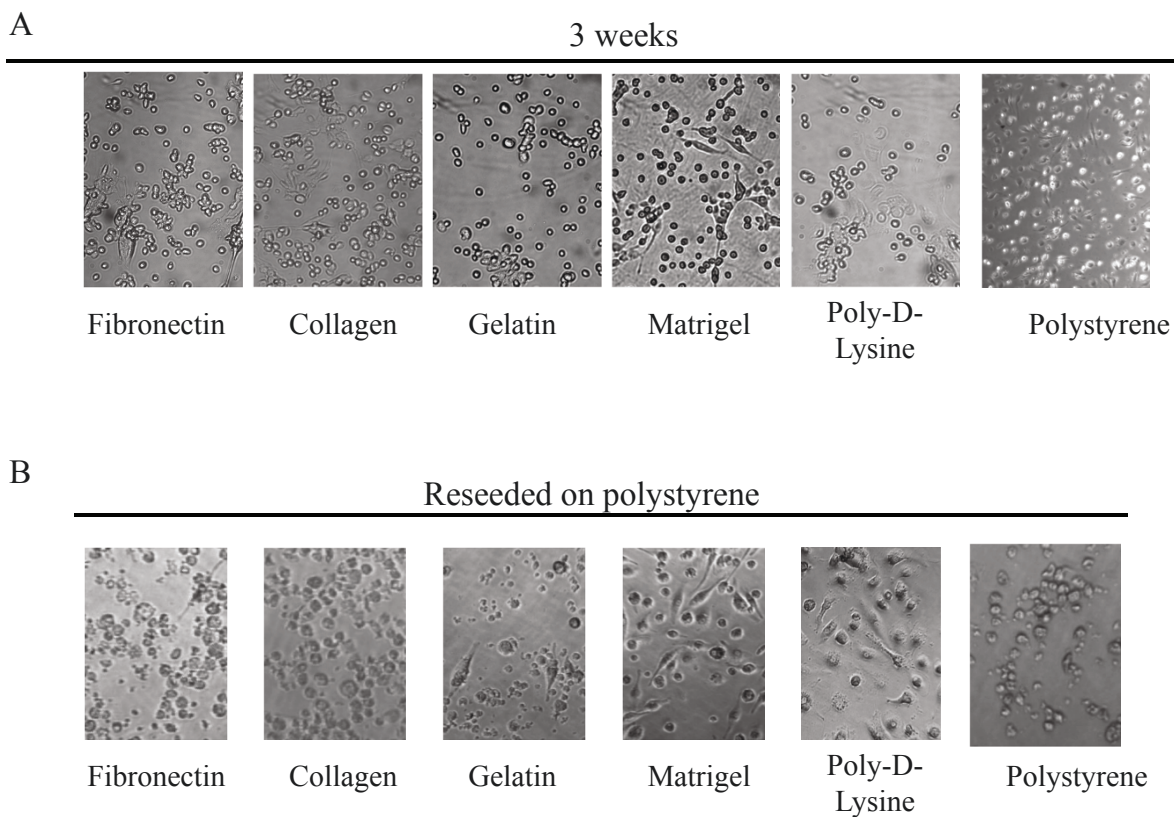 A
3 weeks
Fibronectin
Collagen
Gelatin
Matrigel
Poly-D-
Lysine
Polystyrene
B
Reseeded on polystyrene
Fibronectin
Collagen
Gelatin
Matrigel
Poly-D-
Lysine
Polystyrene